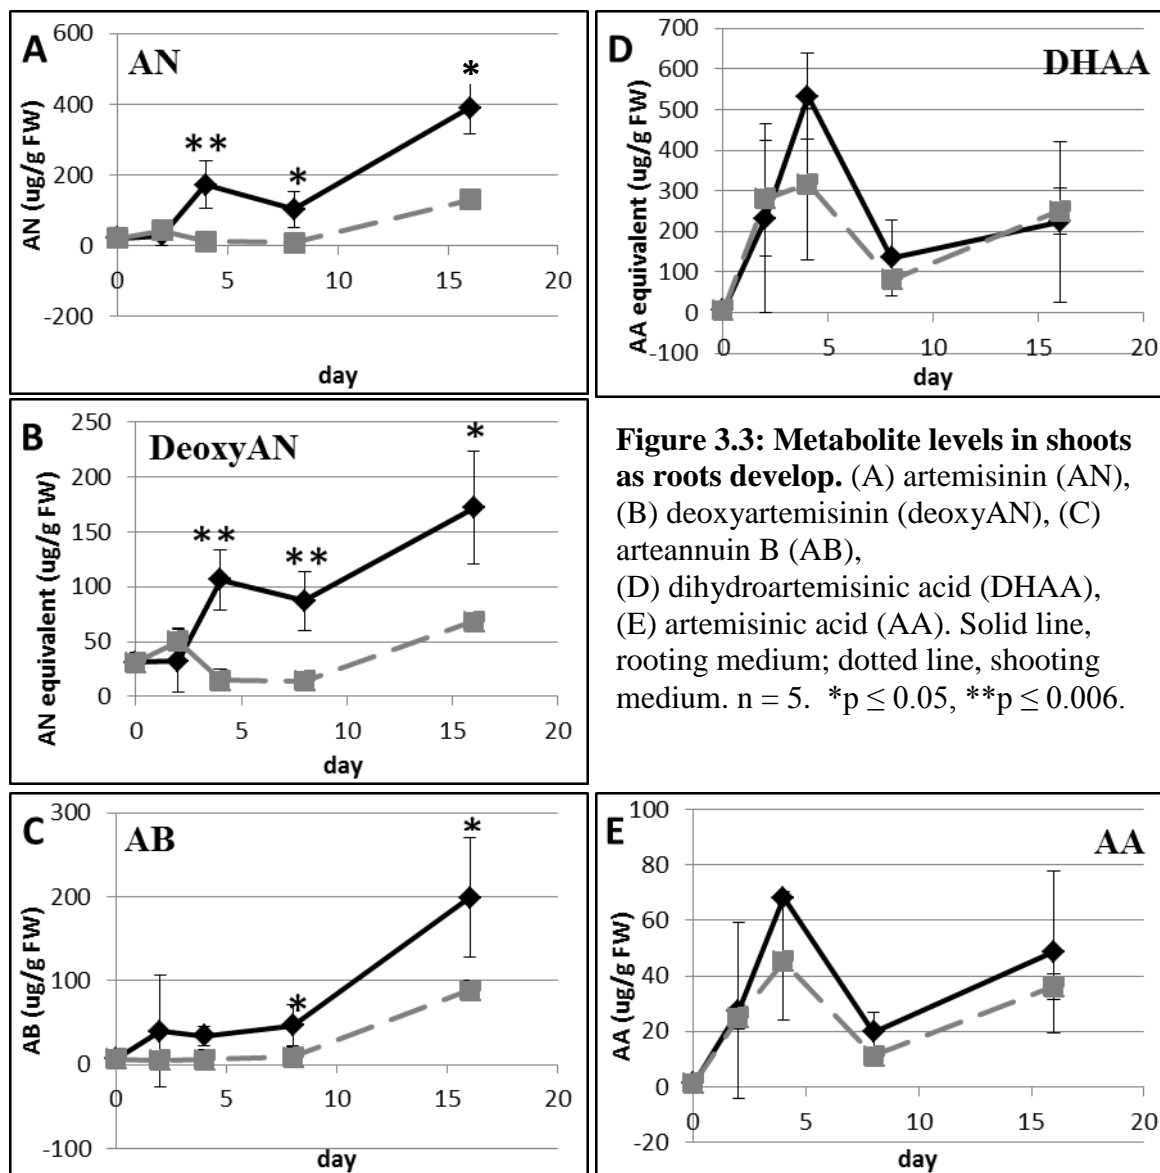 A
AN
AN (ug/g FW)
600
400
200
0
-200
**
*
*
0 5 10 15 20
day
B
DeoxyAN
AN equivalent (ug/g FW)
250
200
150
100
50
0
**
**
*
0 5 10 15 20
day
C
AB
AB (ug/g FW)
300
200
100
0
-100
*
*
0 5 10 15 20
day
D
DHAA
AA equivalent (ug/g FW)
700
600
500
400
300
200
100
0
-100
0 5 10 15 20
day
Figure 3.3: Metabolite levels in shoots
as roots develop. (A) artemisinin (AN),
(B) deoxyartemisinin (deoxyAN), (C)
arteannuin B (AB),
(D) dihydroartemisinic acid (DHAA),
(E) artemisinic acid (AA). Solid line,
rooting medium; dotted line, shooting
medium. n = 5. *p ≤ 0.05, **p ≤ 0.006.
E
AA
AA (ug/g FW)
100
80
60
40
20
0
-20
0 5 10 15 20
day